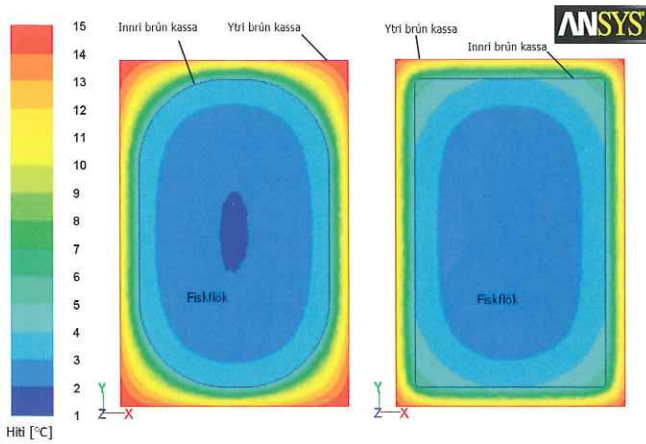 ANSYS
15
14
13
12
11
10
9
8
7
6
5
4
3
2
1
Hiti [°C]
Innri brún kassa
Ytri brún kassa
Fiskflök
Y
Z
X
Ytri brún kassa
Innri brún kassa
Fiskflök
Y
Z
X